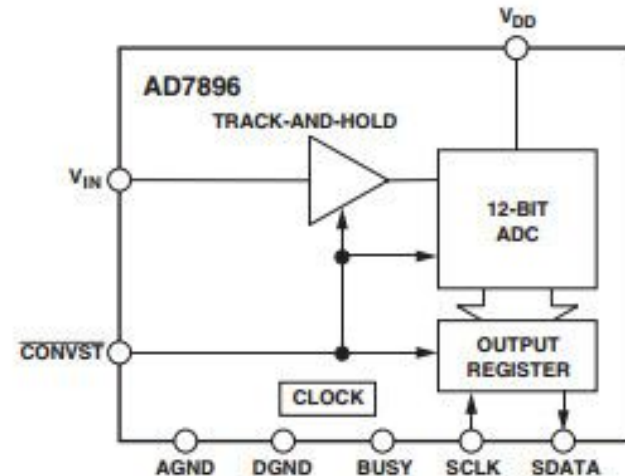 VDD
AD7896
TRACK-AND-HOLD
VIN
12-BIT
ADC
CONVST
OUTPUT
REGISTER
CLOCK
AGND DGND BUSY SCLK SDATA